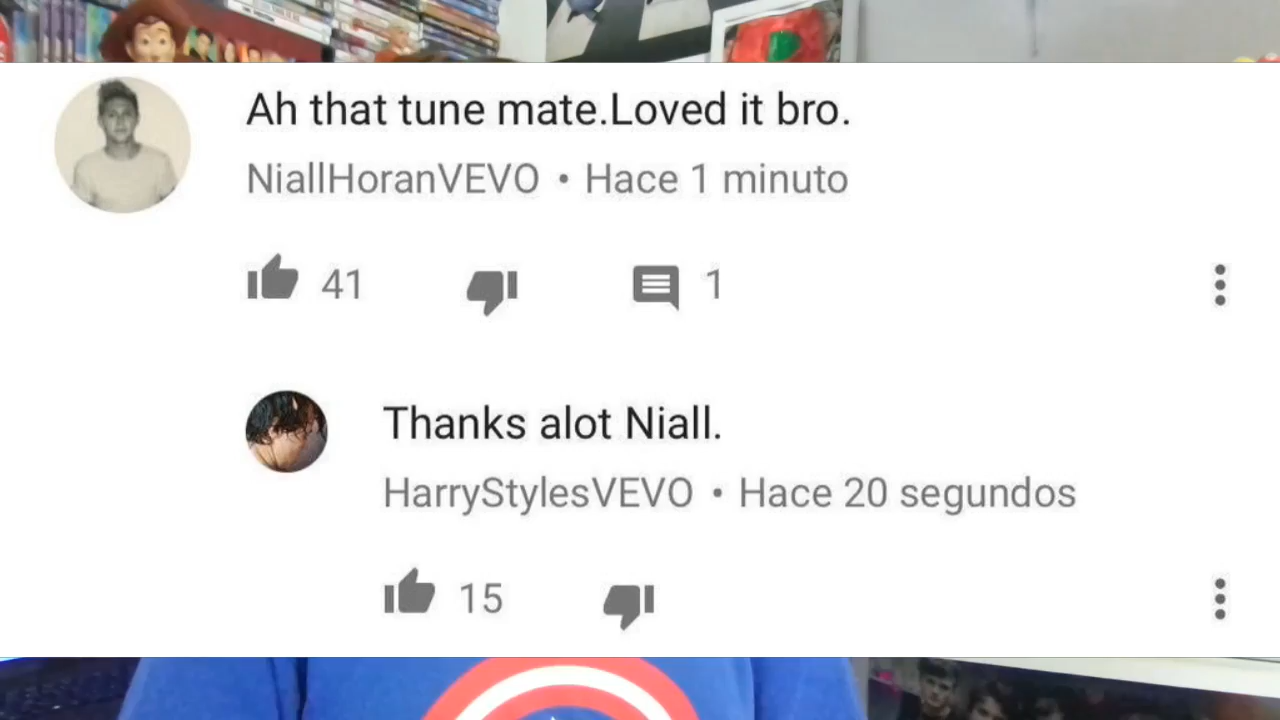 Ah that tune mate.Loved it bro.
NiallHoranVEVO • Hace 1 minuto
41 1
Thanks alot Niall.
HarryStylesVEVO • Hace 20 segundos
15